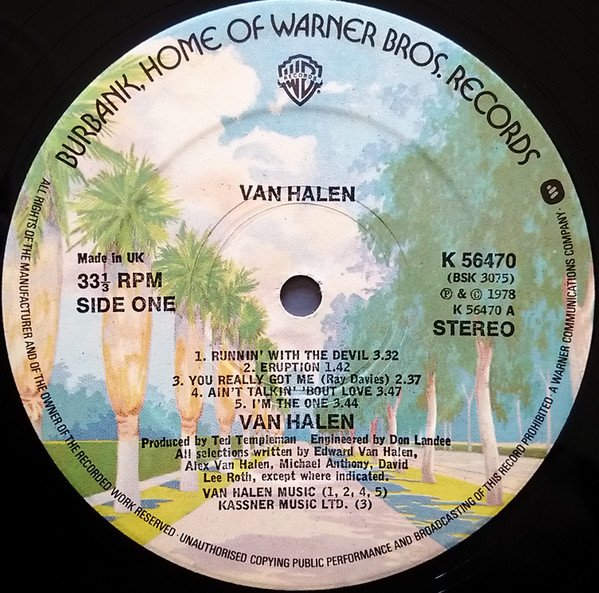 BURBANK, HOME OF WARNER BROS. RECORDS
RECORDS
VAN HALEN
Made in UK
33⅓ RPM
SIDE ONE
K 56470
(BSK 3075)
℗ & © 1978
K 56470 A
STEREO
1. RUNNIN' WITH THE DEVIL 3.32
2. ERUPTION 1.42
3. YOU REALLY GOT ME (Ray Davies) 2.37
4. AIN'T TALKIN' 'BOUT LOVE 3.47
5. I'M THE ONE 3.44
VAN HALEN
Produced by Ted Templeman Engineered by Don Landee
All selections written by Edward Van Halen,
Alex Van Halen, Michael Anthony, David
Lee Roth, except where indicated.
VAN HALEN MUSIC (1, 2, 4, 5)
KASSNER MUSIC LTD. (3)
ALL RIGHTS OF THE MANUFACTURER AND OF THE OWNER OF THE RECORDED WORK RESERVED · UNAUTHORISED COPYING PUBLIC PERFORMANCE AND BROADCASTING OF THIS RECORD PROHIBITED · A WARNER COMMUNICATIONS COMPANY ·